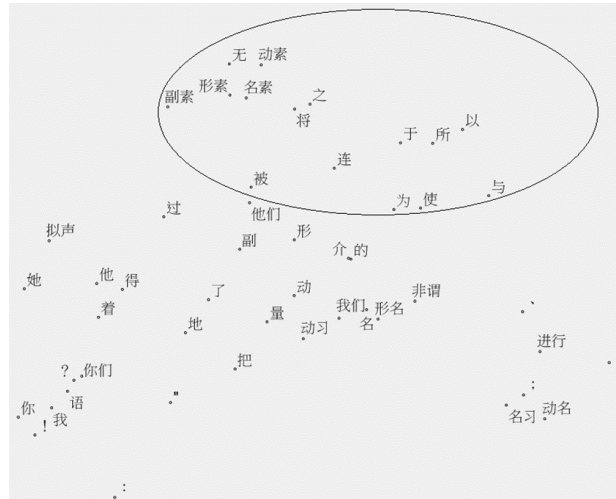 无 动素
形素 名素
副素 之
将
以
于 所
连
被
与
为 使
过 他们
拟声 形
副
介 的
她 他 得
了 动 非谓
着 我们 形名
量 名
地 动习
、
进行
把
? 你们
语 "
你 我
!
;
名习 动名
: